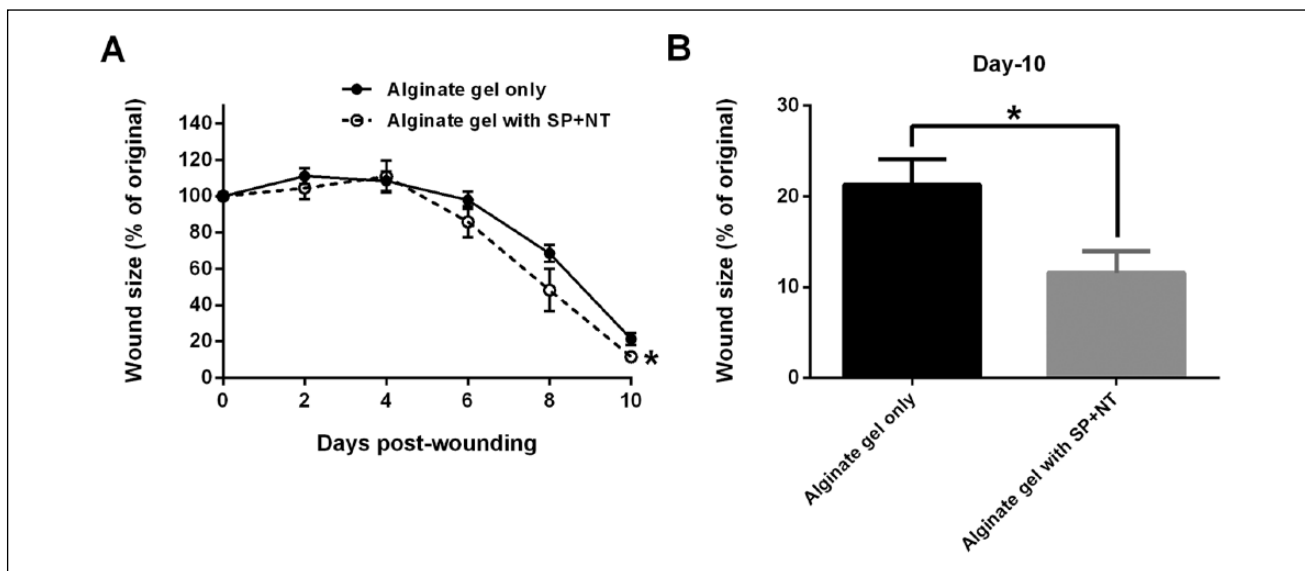 A
Alginate gel only
Alginate gel with SP+NT
Wound size (% of original)
140
120
100
80
60
40
20
0
0 2 4 6 8 10
*
Days post-wounding
B
Day-10
Wound size (% of original)
30
20
10
0
*
Alginate gel only
Alginate gel with SP+NT